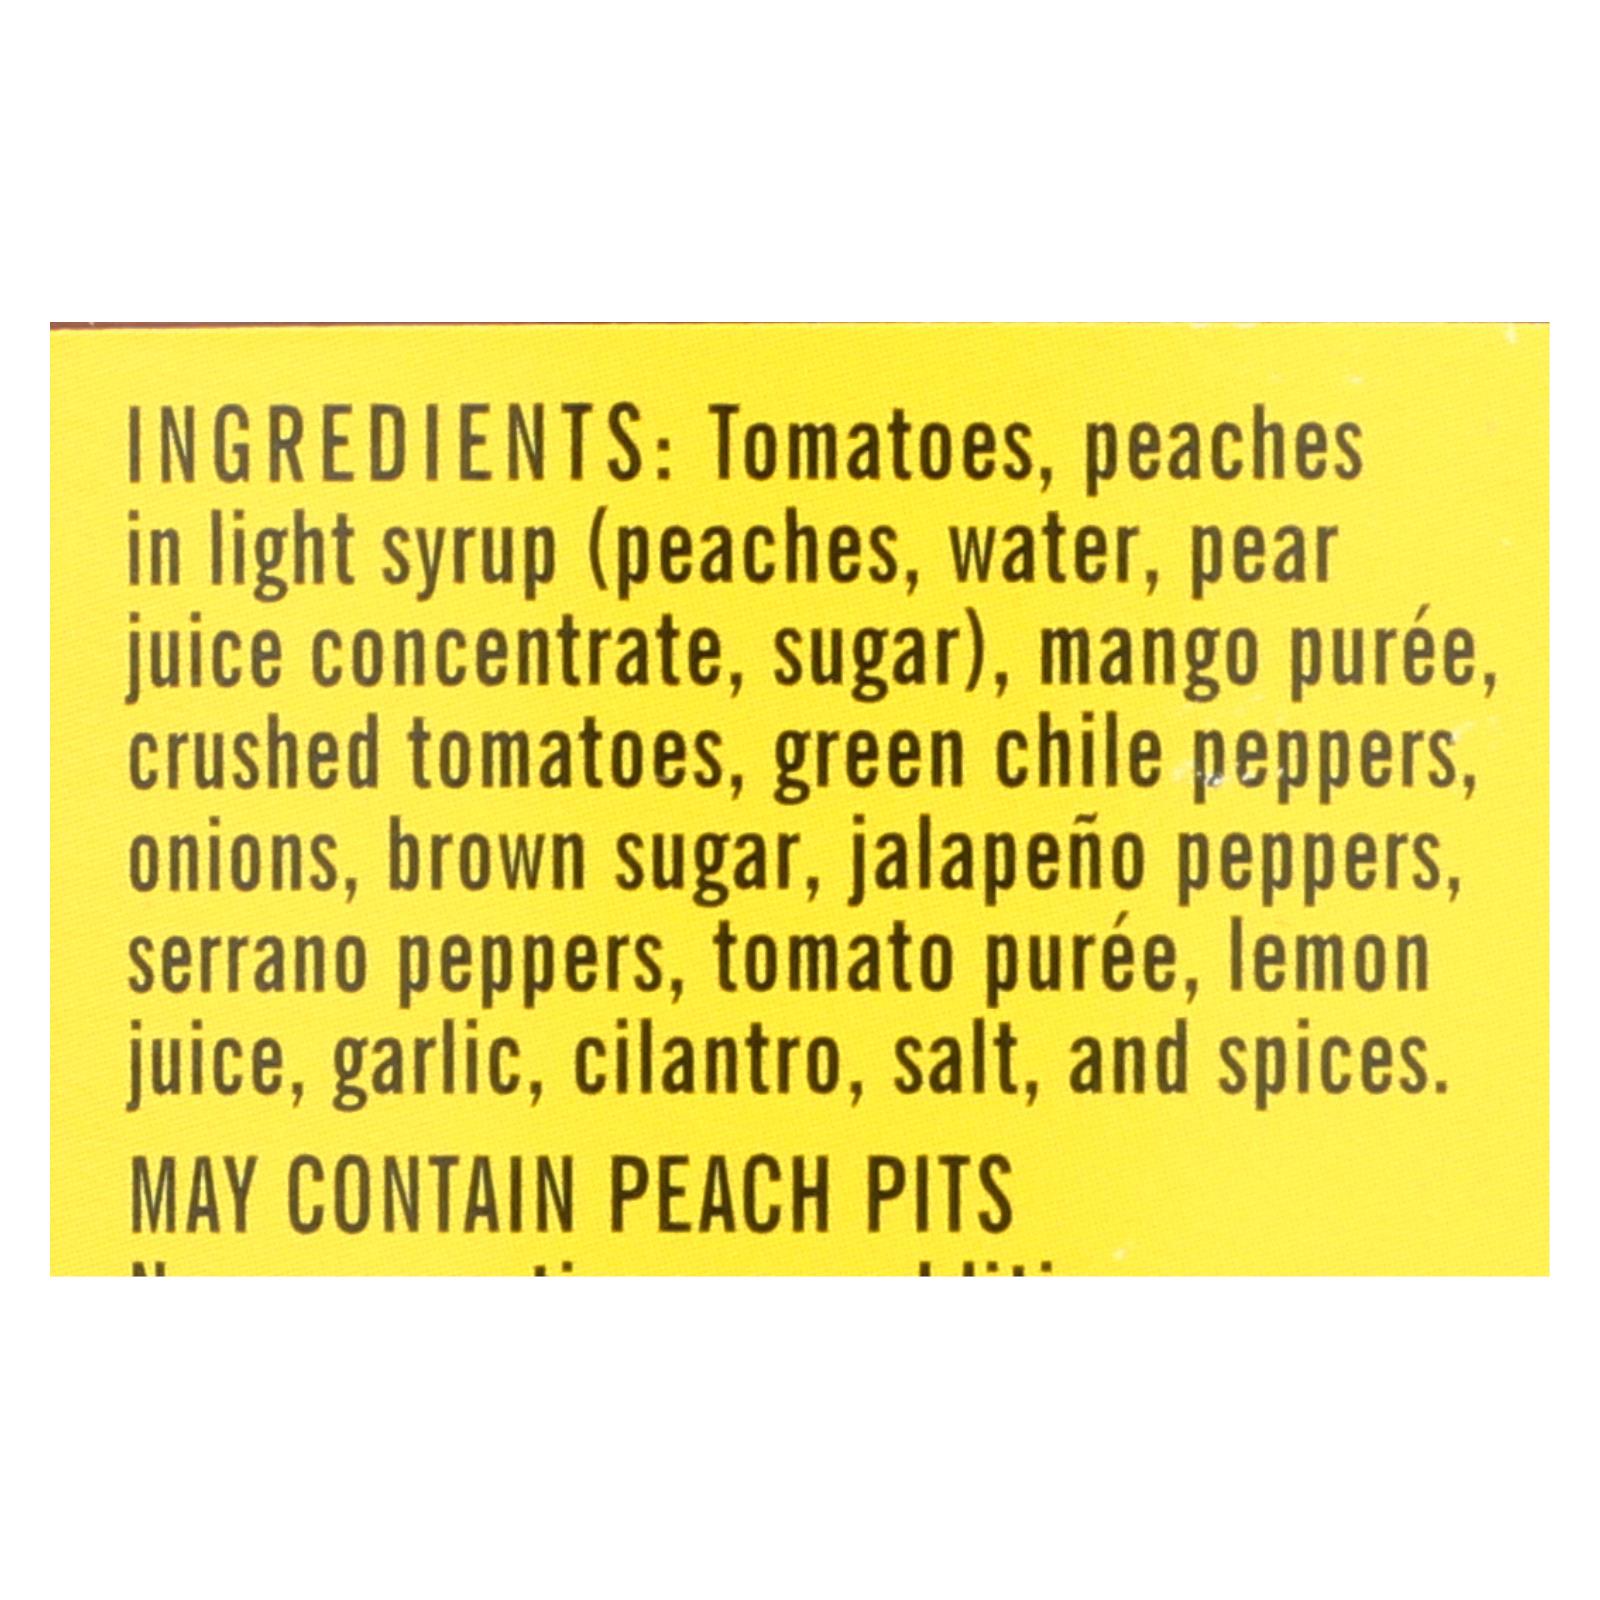 INGREDIENTS: Tomatoes, peaches
in light syrup (peaches, water, pear
juice concentrate, sugar), mango purée,
crushed tomatoes, green chile peppers,
onions, brown sugar, jalapeño peppers,
serrano peppers, tomato purée, lemon
juice, garlic, cilantro, salt, and spices.
MAY CONTAIN PEACH PITS